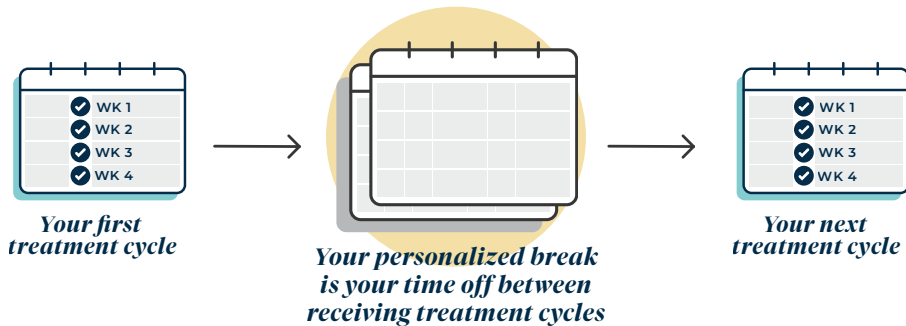 WK 1
WK 2
WK 3
WK 4
Your first
treatment cycle
Your personalized break
is your time off between
receiving treatment cycles
WK 1
WK 2
WK 3
WK 4
Your next
treatment cycle